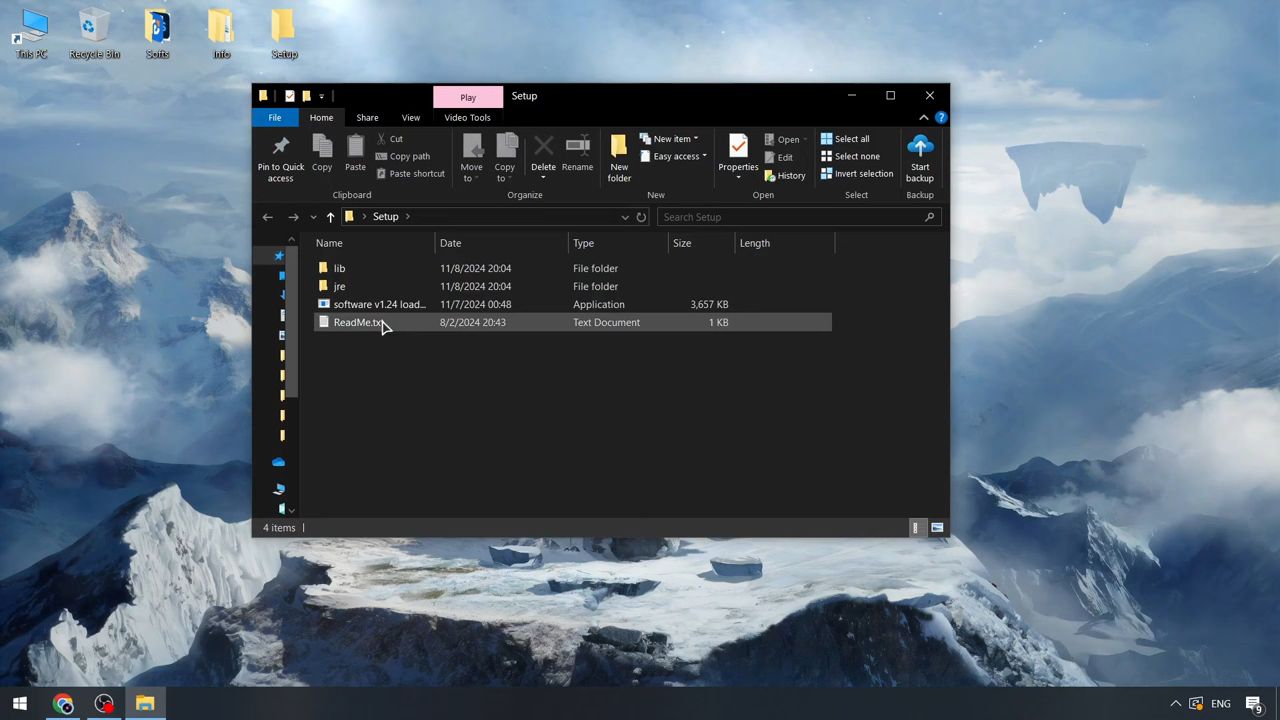 This PC
Recycle Bin
Softs
Info
Setup
Play
Setup
File
Home
Share
View
Video Tools
Pin to Quick access
Copy
Paste
Cut
Copy path
Paste shortcut
Clipboard
Move to
Copy to
Delete
Rename
Organize
New folder
New item
Easy access
New
Properties
Open
Edit
History
Open
Select all
Select none
Invert selection
Select
Start backup
Backup
Setup
Search Setup
Name
Date
Type
Size
Length
lib 11/8/2024 20:04 File folder
jre 11/8/2024 20:04 File folder
software v1.24 load... 11/7/2024 00:48 Application 3,657 KB
ReadMe.txt 8/2/2024 20:43 Text Document 1 KB
4 items
ENG
9